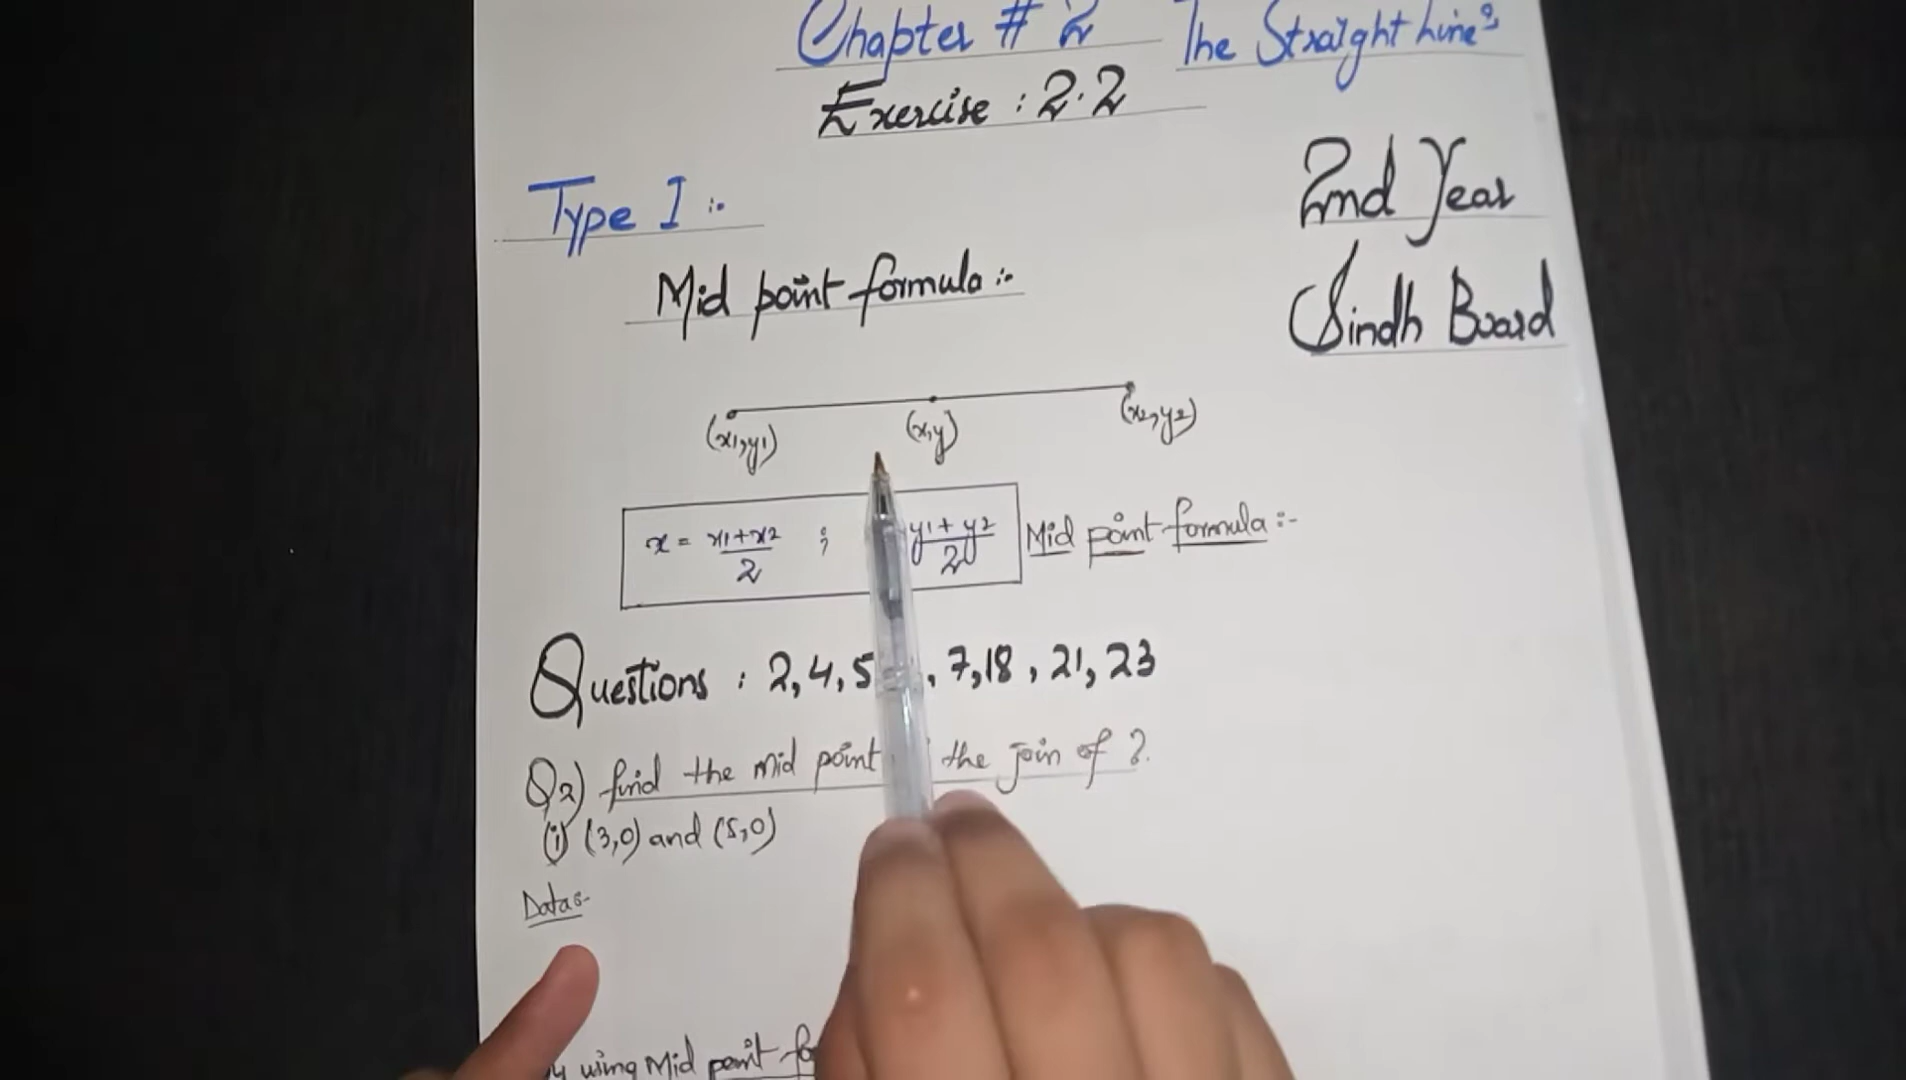 Chapter # 2 The Straight Lines
Exercise : 2.2
2nd Year
Type I :-
Sindh Board
Mid point formula :-
(x1,y1) (x,y) (x2,y2)
x = x1+x2/2 ; y1+y2/2 Mid point formula :-
Questions : 2,4,5 , 7,18 , 21, 23
Q2) find the mid point the join of ?.
(i) (3,0) and (5,0)
Data:-
using Mid point